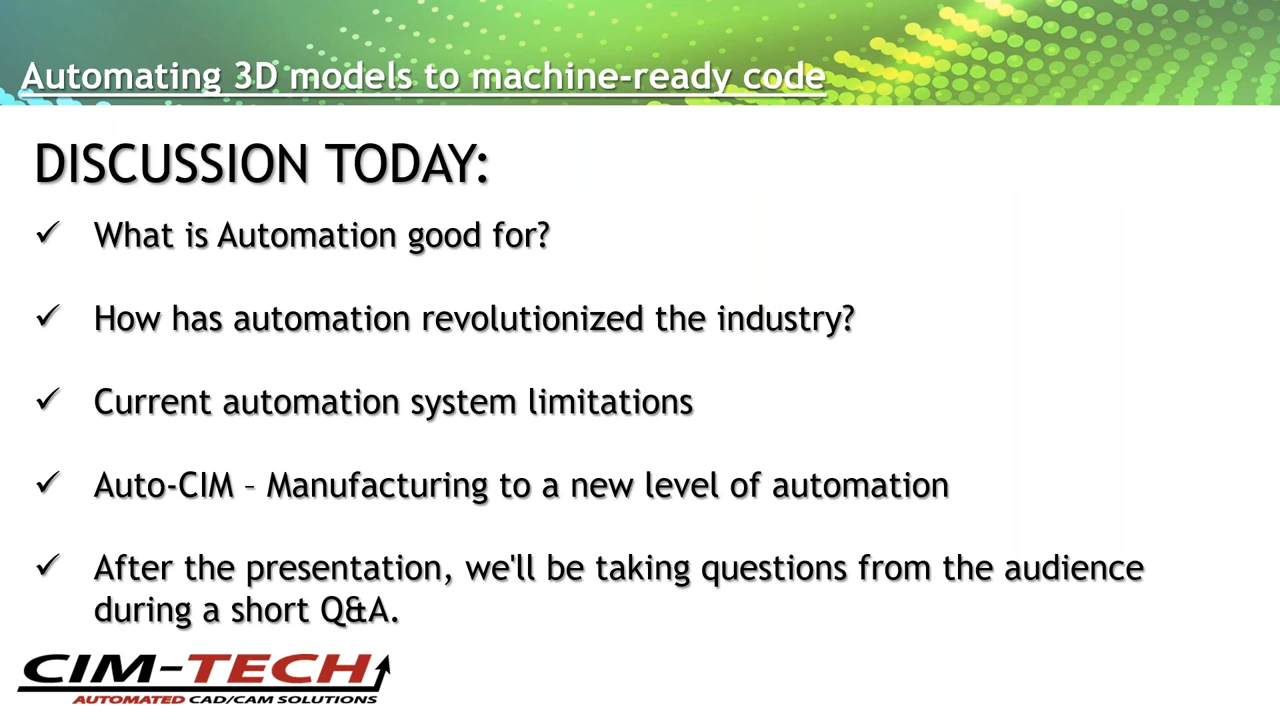 Automating 3D models to machine-ready code
DISCUSSION TODAY:
✓ What is Automation good for?
✓ How has automation revolutionized the industry?
✓ Current automation system limitations
✓ Auto-CIM – Manufacturing to a new level of automation
✓ After the presentation, we'll be taking questions from the audience
during a short Q&A.
CIM-TECH
AUTOMATED CAD/CAM SOLUTIONS